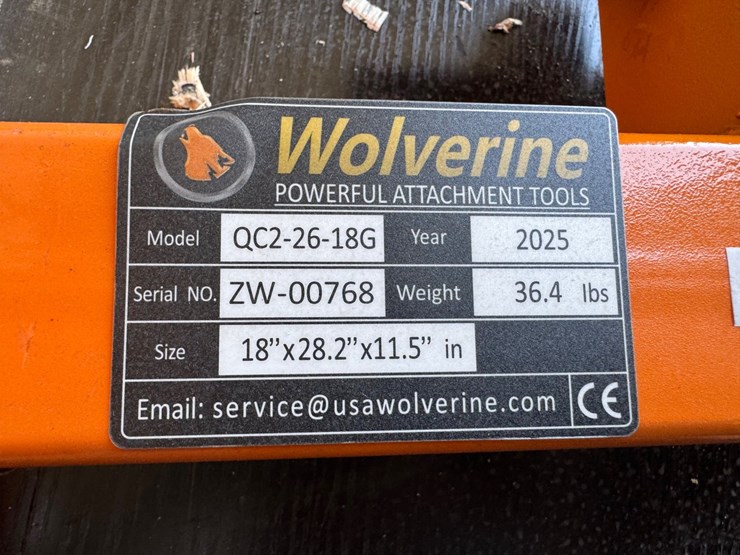 Wolverine
POWERFUL ATTACHMENT TOOLS
Model QC2-26-18G Year 2025
Serial NO. ZW-00768 Weight 36.4 lbs
Size 18”x28.2”x11.5” in
Email: service@usawolverine.com CE